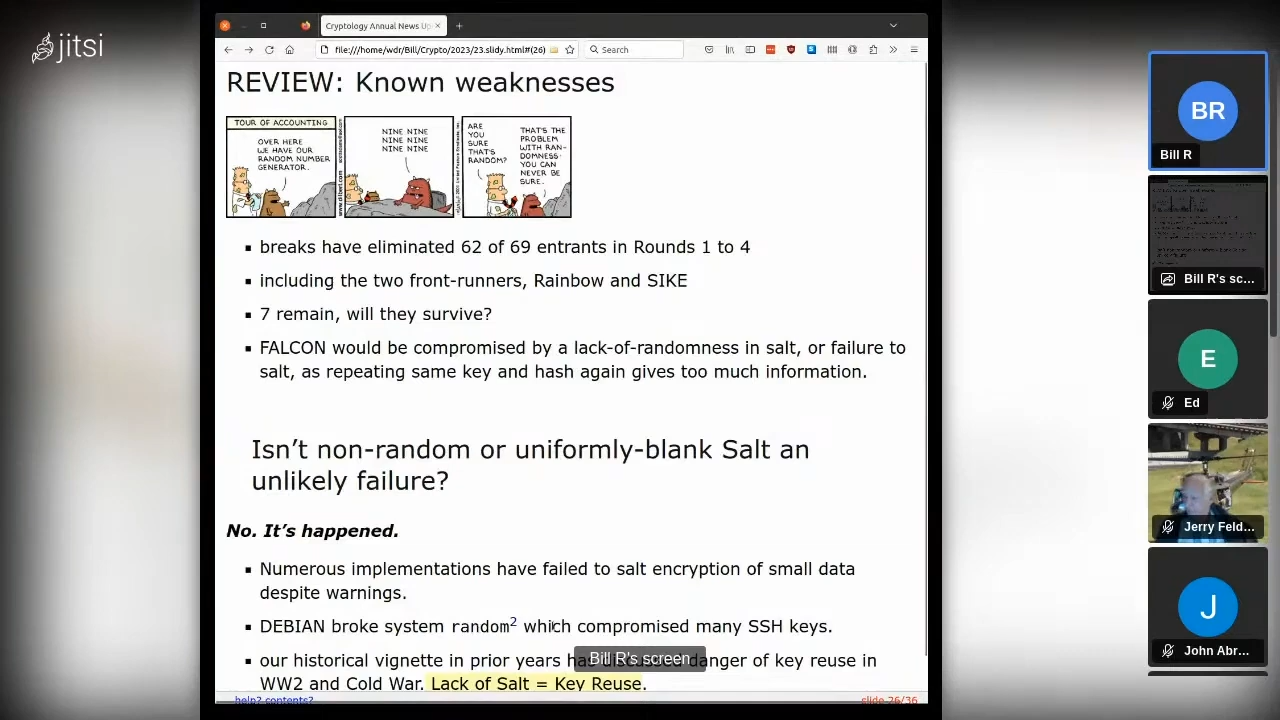 jitsi
Cryptology Annual News Up
file:///home/wdr/Bill/Crypto/2023/23.slidy.html#(26)
Search
REVIEW: Known weaknesses
TOUR OF ACCOUNTING
OVER HERE
WE HAVE OUR
RANDOM NUMBER
GENERATOR.
www.dilbert.com
NINE NINE
NINE NINE
NINE NINE
ARE
YOU
SURE
THAT'S
RANDOM?
THAT'S THE
PROBLEM
WITH RAN-
DOMNESS-
YOU CAN
NEVER BE
SURE.
▪ breaks have eliminated 62 of 69 entrants in Rounds 1 to 4
▪ including the two front-runners, Rainbow and SIKE
▪ 7 remain, will they survive?
▪ FALCON would be compromised by a lack-of-randomness in salt, or failure to
salt, as repeating same key and hash again gives too much information.
Isn’t non-random or uniformly-blank Salt an
unlikely failure?
No. It’s happened.
▪ Numerous implementations have failed to salt encryption of small data
despite warnings.
▪ DEBIAN broke system random2 which compromised many SSH keys.
▪ our historical vignette in prior years danger of key reuse in
WW2 and Cold War. Lack of Salt = Key Reuse.
Bill R's screen
help? contents?
slide 26/36
BR
Bill R
Bill R's sc...
E
Ed
Jerry Feld...
J
John Abr...